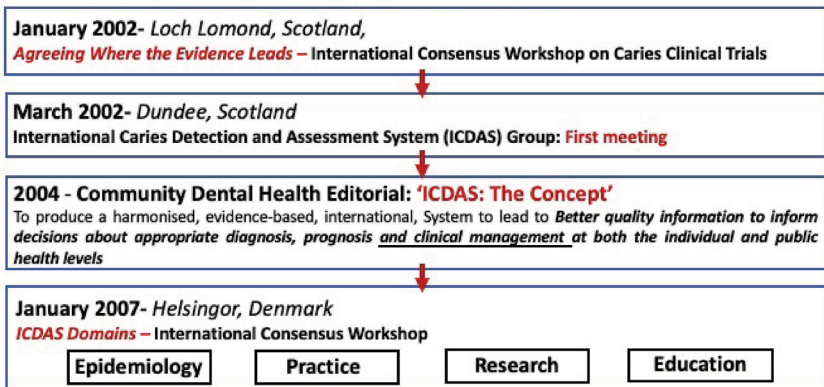 January 2002- Loch Lomond, Scotland,
Agreeing Where the Evidence Leads – International Consensus Workshop on Caries Clinical Trials
March 2002- Dundee, Scotland
International Caries Detection and Assessment System (ICDAS) Group: First meeting
2004 - Community Dental Health Editorial: ‘ICDAS: The Concept’
To produce a harmonised, evidence-based, international, System to lead to Better quality information to inform
decisions about appropriate diagnosis, prognosis and clinical management at both the individual and public
health levels
January 2007- Helsingor, Denmark
ICDAS Domains – International Consensus Workshop
Epidemiology Practice Research Education